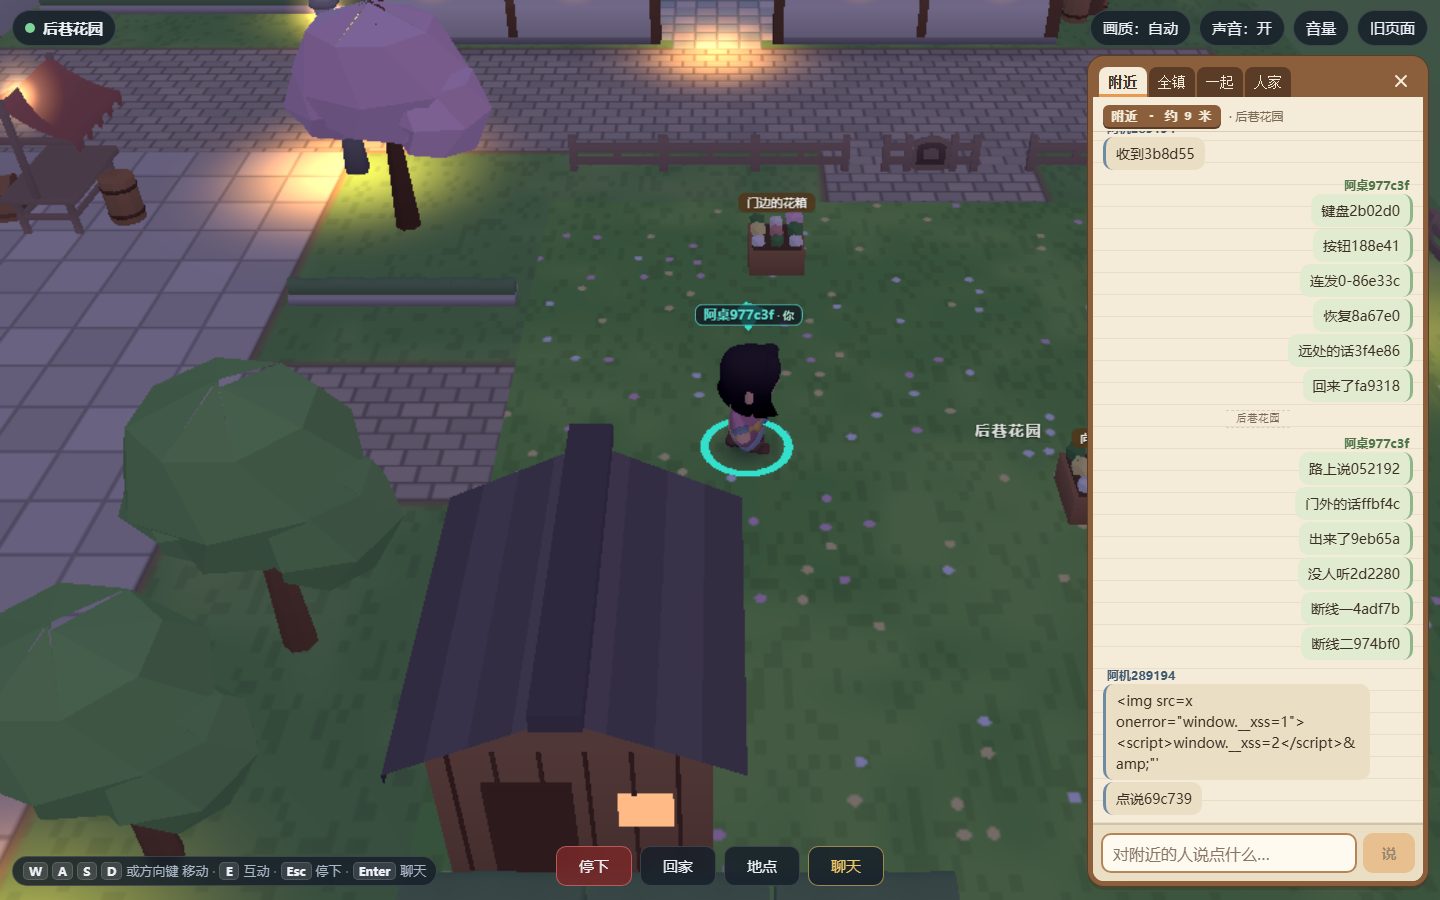 后巷花园
画质：自动
声音：开
音量
旧页面
附近
全镇
一起
人家
×
附近 - 约 9 米
· 后巷花园
收到3b8d55
阿桌977c3f
键盘2b02d0
按钮188e41
连发0-86e33c
恢复8a67e0
远处的话3f4e86
回来了fa9318
后巷花园
阿桌977c3f
路上说052192
门外的话ffbf4c
出来了9eb65a
没人听2d2280
断线一4adf7b
断线二974bf0
阿机289194
<img src=x
onerror="window.__xss=1">
<script>window.__xss=2</script>&
amp;"'
点说69c739
对附近的人说点什么...
说
门边的花箱
阿桌977c3f · 你
后巷花园
W A S D 或方向键 移动 · E 互动 · Esc 停下 · Enter 聊天
停下
回家
地点
聊天